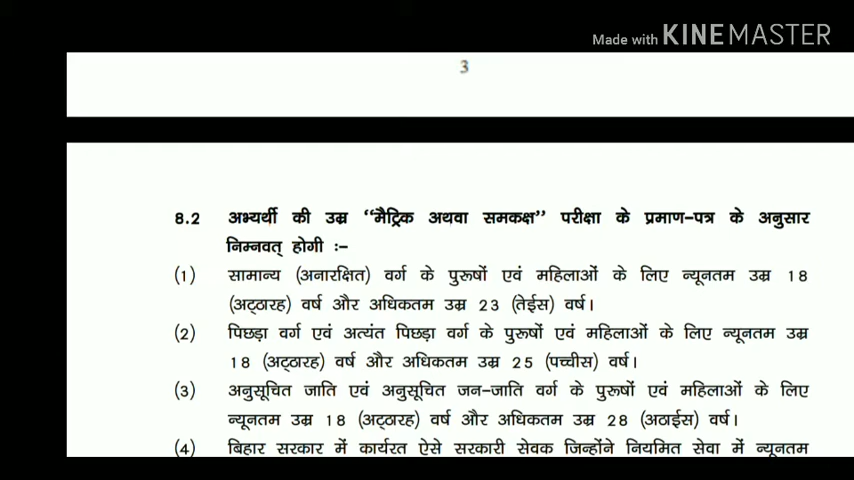 Made with KINEMASTER
3
8.2 अभ्यर्थी की उम्र “मैट्रिक अथवा समकक्ष” परीक्षा के प्रमाण-पत्र के अनुसार
निम्नवत् होगी :-
(1) सामान्य (अनारक्षित) वर्ग के पुरूषों एवं महिलाओं के लिए न्यूनतम उम्र 18
(अट्ठारह) वर्ष और अधिकतम उम्र 23 (तेईस) वर्ष।
(2) पिछड़ा वर्ग एवं अत्यंत पिछड़ा वर्ग के पुरूषों एवं महिलाओं के लिए न्यूनतम उम्र
18 (अट्ठारह) वर्ष और अधिकतम उम्र 25 (पच्चीस) वर्ष।
(3) अनुसूचित जाति एवं अनुसूचित जन-जाति वर्ग के पुरूषों एवं महिलाओं के लिए
न्यूनतम उम्र 18 (अट्ठारह) वर्ष और अधिकतम उम्र 28 (अठाईस) वर्ष।
(4) बिहार सरकार में कार्यरत ऐसे सरकारी सेवक जिन्होंने नियमित सेवा में न्यूनतम